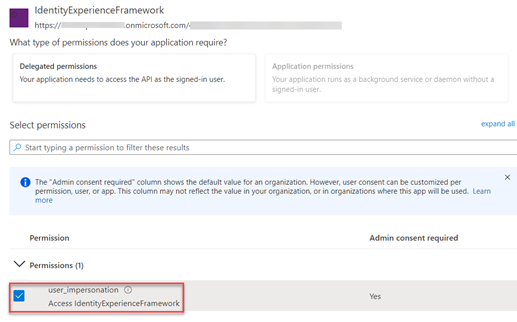 IdentityExperienceFramework
https://
.onmicrosoft.com/
What type of permissions does your application require?
Delegated permissions
Your application needs to access the API as the signed-in user.
Application permissions
Your application runs as a background service or daemon without a
signed-in user.
Select permissions
expand all
Start typing a permission to filter these results
The "Admin consent required" column shows the default value for an organization. However, user consent can be customized per
permission, user, or app. This column may not reflect the value in your organization, or in organizations where this app will be used. Learn
more
Permission
Admin consent required
Permissions (1)
user_impersonation
Access IdentityExperienceFramework
Yes